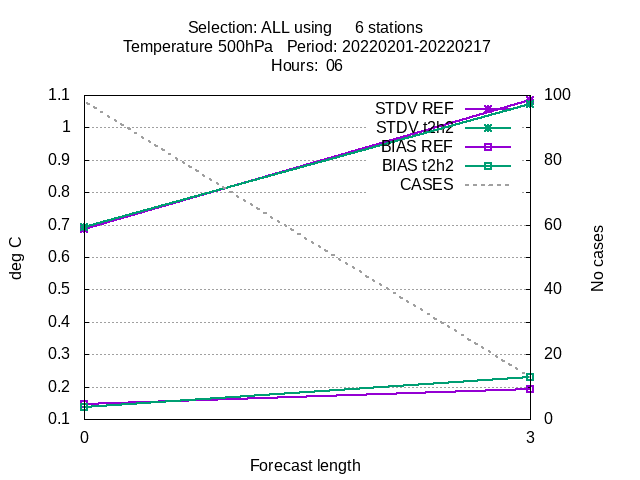 Selection: ALL using 6 stations
Temperature 500hPa Period: 20220201-20220217
Hours: 06
1.1
1
0.9
0.8
0.7
0.6
0.5
0.4
0.3
0.2
0.1
deg C
STDV REF
STDV t2h2
BIAS REF
BIAS t2h2
CASES
100
80
60
40
20
0
No cases
0
3
Forecast length